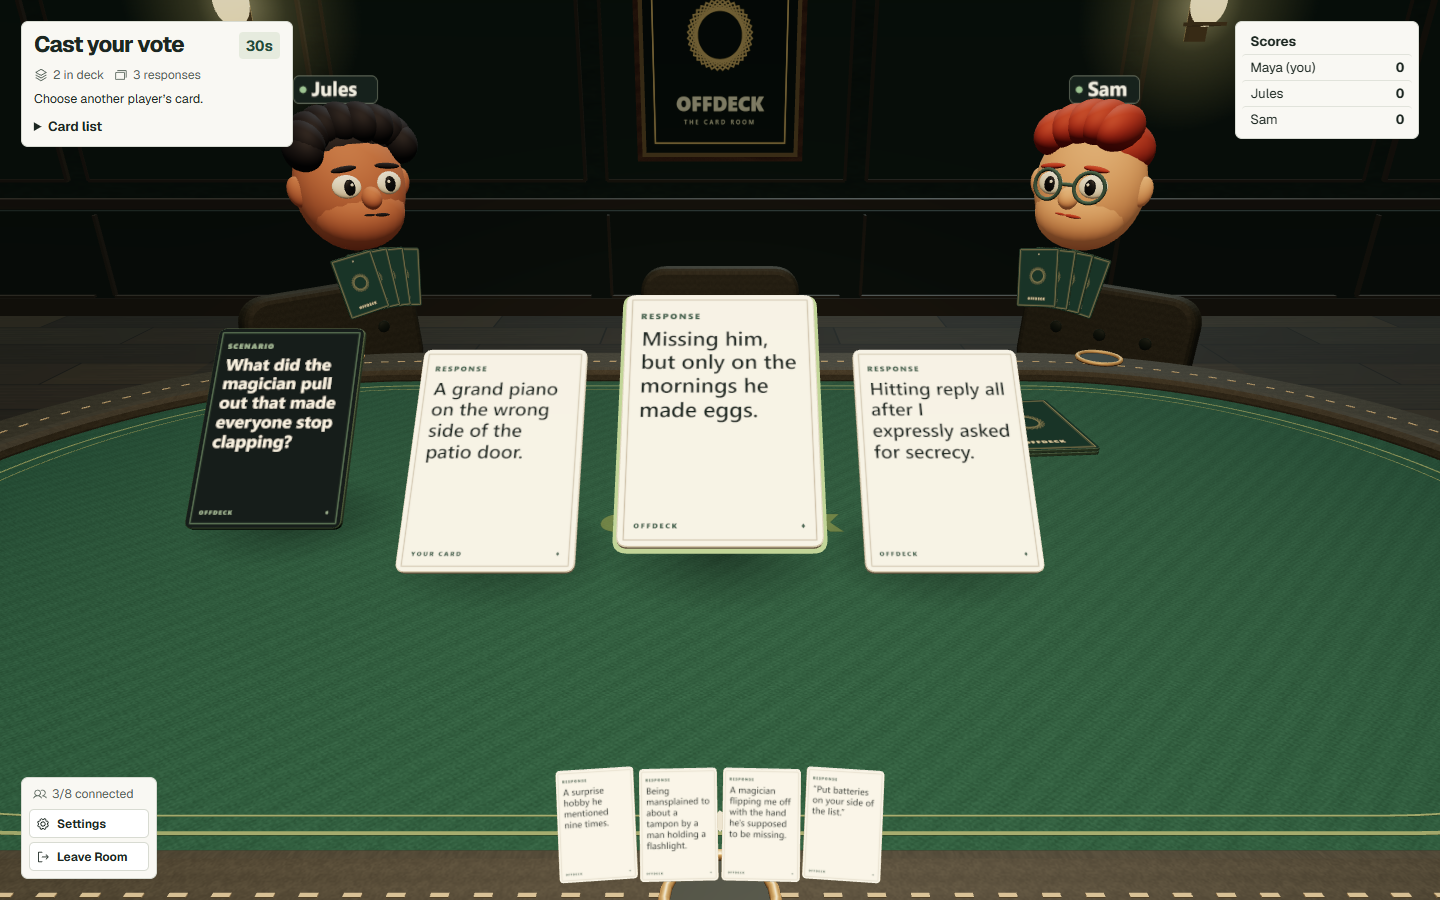 Cast your vote
30s
2 in deck
3 responses
Choose another player's card.
Card list
Scores
Maya (you) 0
Jules 0
Sam 0
Jules
Sam
OFFDECK
THE CARD ROOM
SCENARIO
What did the
magician pull
out that made
everyone stop
clapping?
OFFDECK
RESPONSE
A grand piano
on the wrong
side of the
patio door.
YOUR CARD
RESPONSE
Missing him,
but only on the
mornings he
made eggs.
OFFDECK
RESPONSE
Hitting reply all
after I
expressly asked
for secrecy.
OFFDECK
OFFDECK
OFFDECK
3/8 connected
Settings
Leave Room
RESPONSE
A surprise
hobby he
mentioned
nine times.
OFFDECK
RESPONSE
Being
mansplained to
about a
tampon by a
man holding a
flashlight.
OFFDECK
RESPONSE
A magician
flipping me off
with the hand
he's supposed
to be missing.
OFFDECK
RESPONSE
"Put batteries
on your side of
the list."
OFFDECK